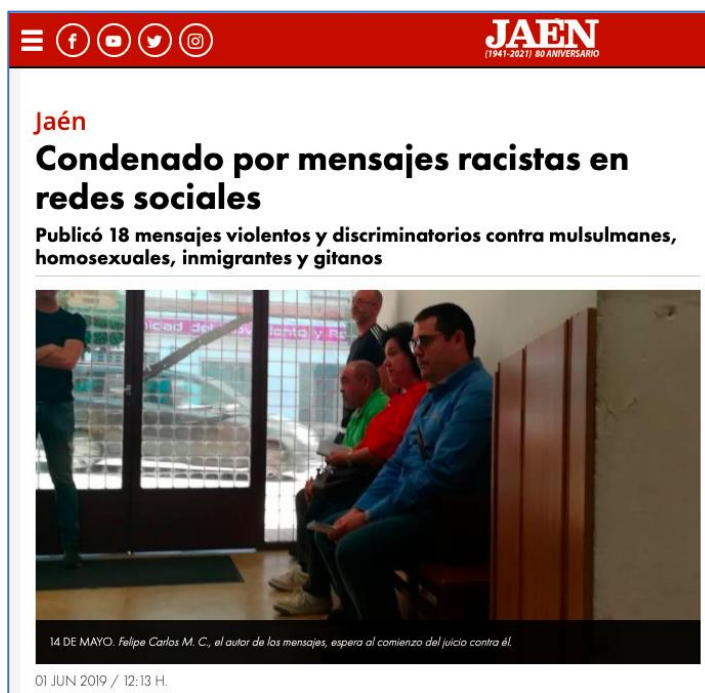 JAÉN
(1941-2021) 80 ANIVERSARIO
Jaén
Condenado por mensajes racistas en
redes sociales
Publicó 18 mensajes violentos y discriminatorios contra mulsulmanes,
homosexuales, inmigrantes y gitanos
14 DE MAYO. Felipe Carlos M. C., el autor de los mensajes, espera al comienzo del juicio contra él.
01 JUN 2019 / 12:13 H.